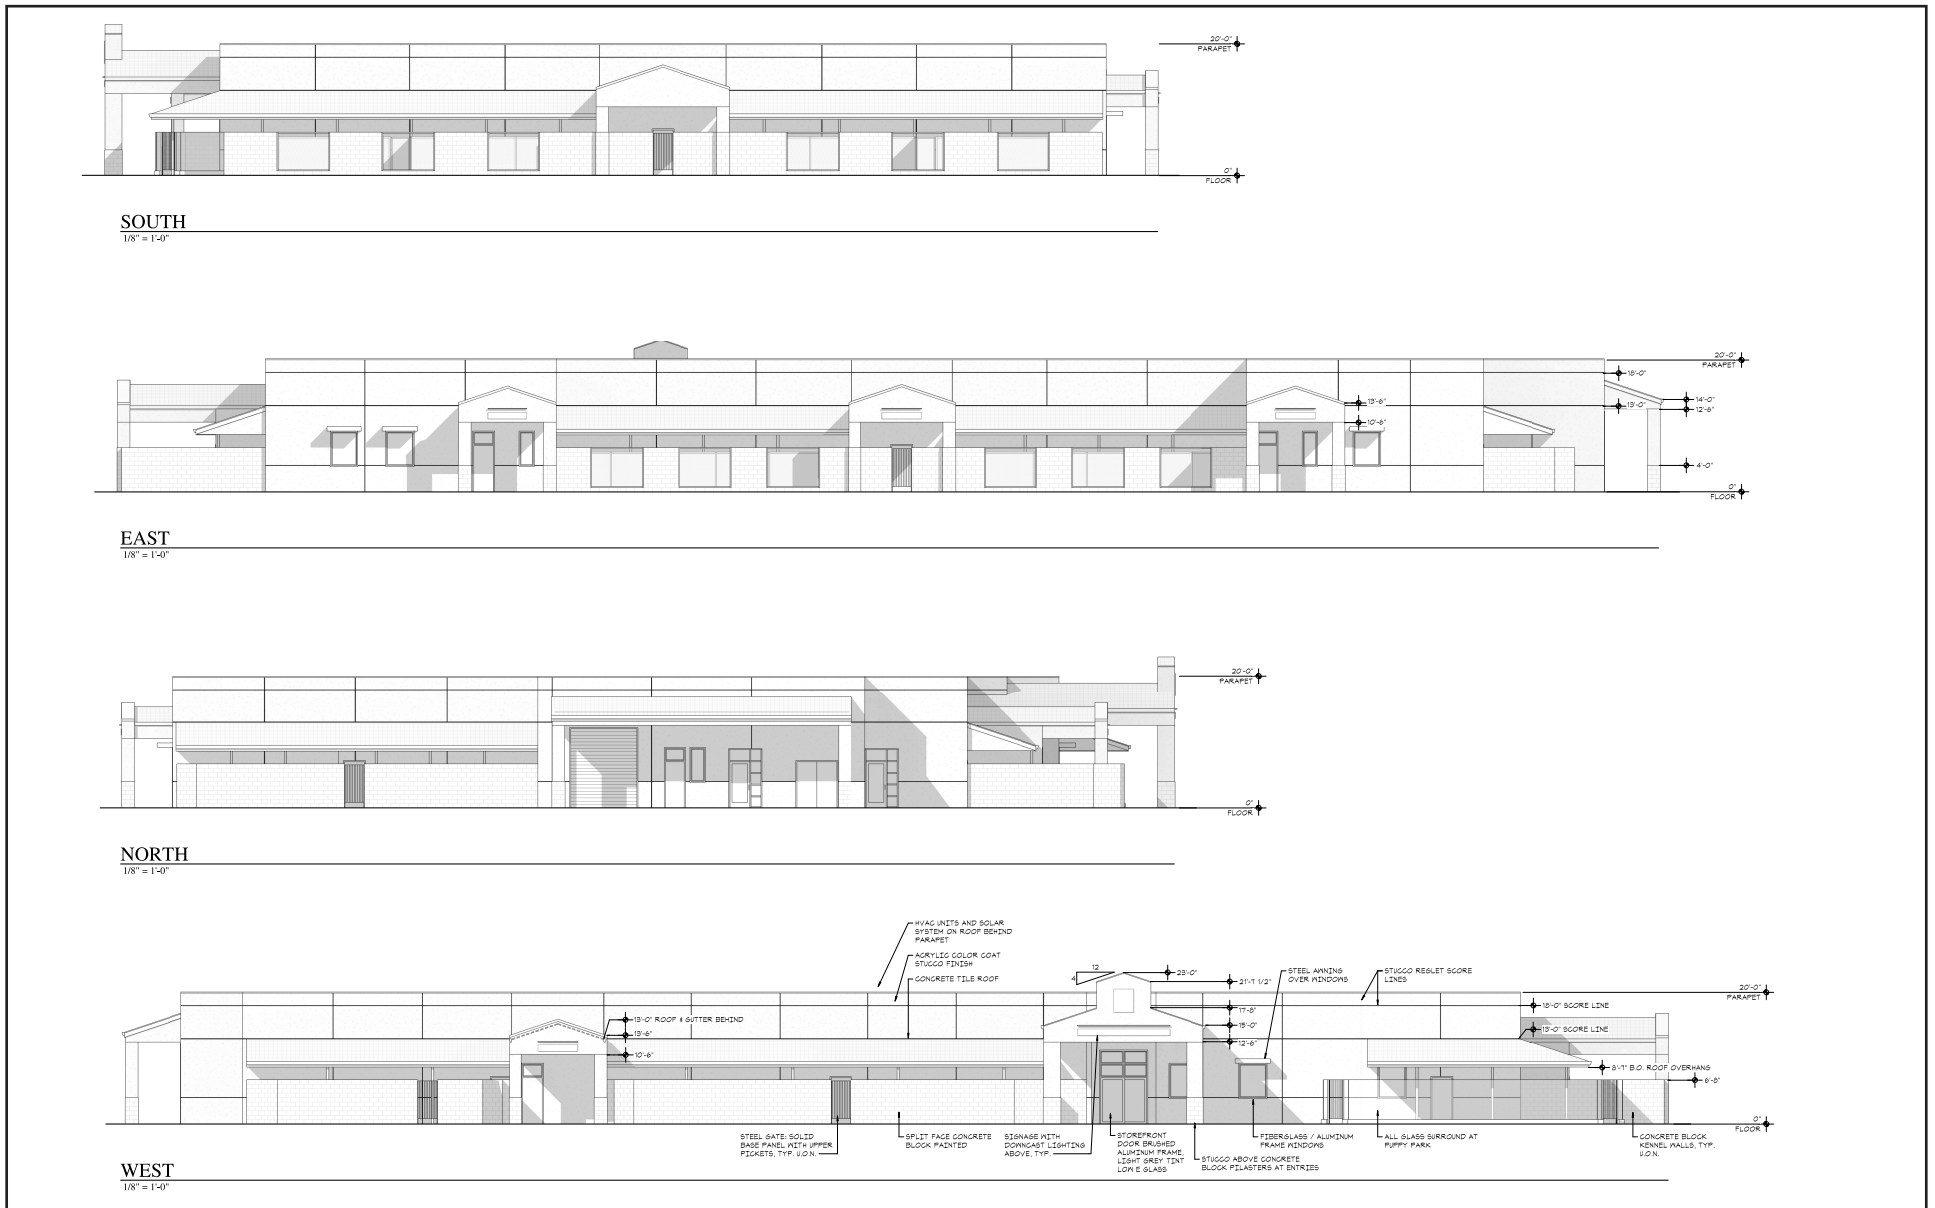 20'-0"
PARAPET
0"
FLOOR
SOUTH
1/8" = 1'-0"
20'-0"
PARAPET
18'-0"
14'-0"
13'-6"
13'-0"
12'-6"
10'-6"
4'-0"
0"
FLOOR
EAST
1/8" = 1'-0"
20'-0"
PARAPET
0"
FLOOR
NORTH
1/8" = 1'-0"
HVAC UNITS AND SOLAR
SYSTEM ON ROOF BEHIND
PARAPET
ACRYLIC COLOR COAT
STUCCO FINISH
CONCRETE TILE ROOF
12
4
23'-0"
21'-7 1/2"
STEEL AWNING
OVER WINDOWS
STUCCO REGLET SCORE
LINES
20'-0"
PARAPET
17'-8"
18'-0" SCORE LINE
13'-0" ROOF & GUTTER BEHIND
15'-0"
13'-0" SCORE LINE
13'-6"
12'-6"
10'-6"
8'-7" B.O. ROOF OVERHANG
6'-8"
0"
FLOOR
STEEL GATE: SOLID
BASE PANEL WITH UPPER
PICKETS, TYP. U.O.N.
SPLIT FACE CONCRETE
BLOCK PAINTED
SIGNAGE WITH
DOWNCAST LIGHTING
ABOVE, TYP.
STOREFRONT
DOOR BRUSHED
ALUMINUM FRAME,
LIGHT GREY TINT
LOW E GLASS
FIBERGLASS / ALUMINUM
FRAME WINDOWS
STUCCO ABOVE CONCRETE
BLOCK PILASTERS AT ENTRIES
ALL GLASS SURROUND AT
PUPPY PARK
CONCRETE BLOCK
KENNEL WALLS, TYP.
U.O.N.
WEST
1/8" = 1'-0"